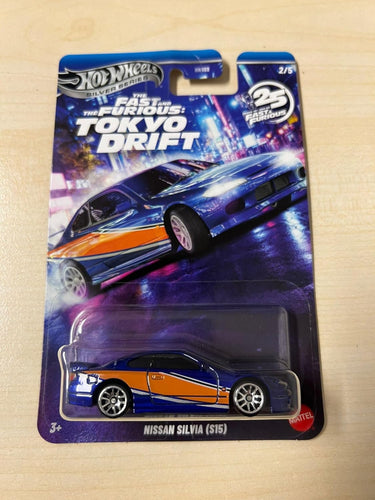 Hot Wheels
SILVER SERIES
2/5
THE
FAST AND
THE FURIOUS:
TOKYO
DRIFT
25
FAST & FURIOUS
3+
NISSAN SILVIA (S15)
MATTEL